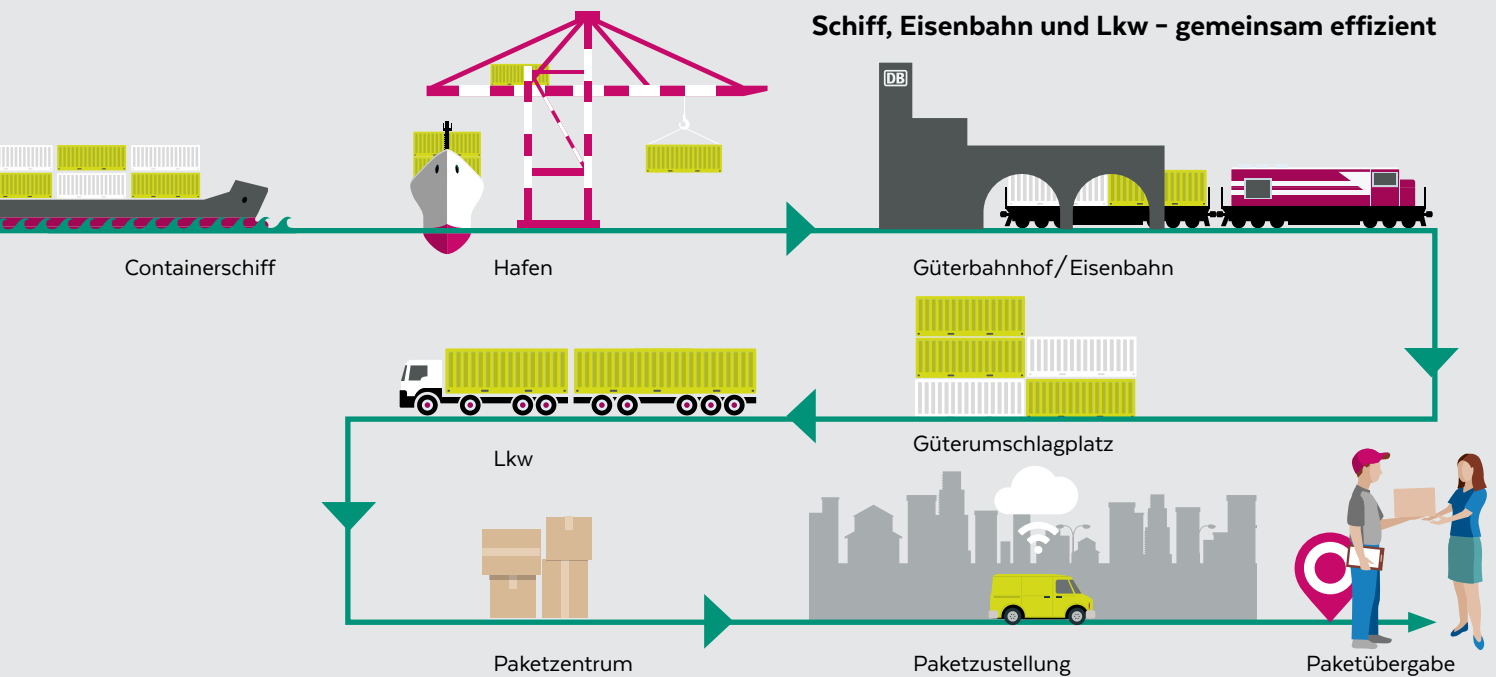 Schiff, Eisenbahn und Lkw – gemeinsam effizient
DB
Containerschiff
Hafen
Güterbahnhof/Eisenbahn
Lkw
Güterumschlagplatz
Paketzentrum
Paketzustellung
Paketübergabe